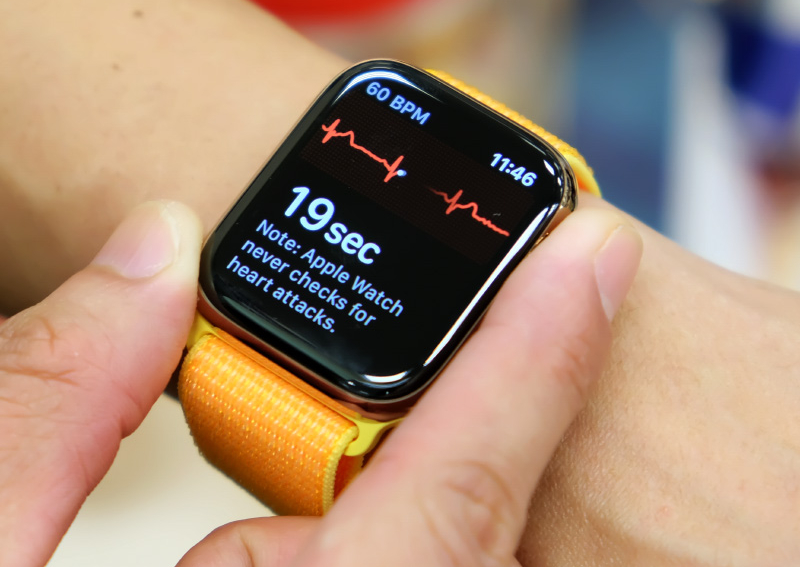 60 BPM
11:46
19sec
Note: Apple Watch
never checks for
heart attacks.